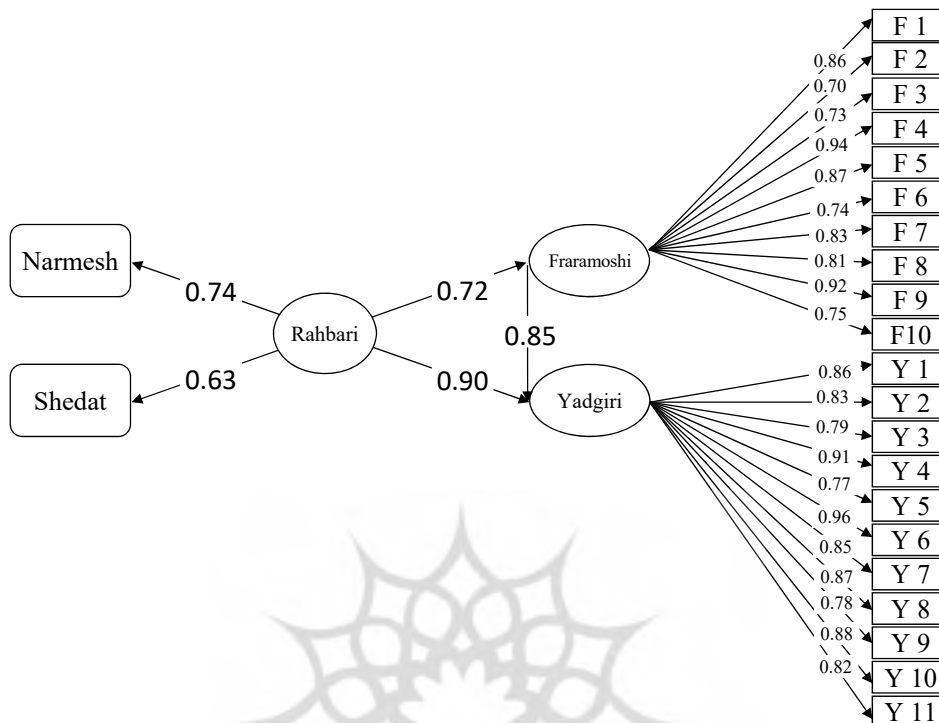 F 1
0.86
F 2
0.70
F 3
0.73
F 4
0.94
F 5
0.87
F 6
0.74
F 7
0.83
F 8
0.81
F 9
0.92
F10
0.75
Narmesh
0.74
Shedat
0.63
Rahbari
0.72
0.90
Fraramoshi
0.85
Yadgiri
Y 1
0.86
Y 2
0.83
Y 3
0.79
Y 4
0.91
Y 5
0.77
Y 6
0.96
Y 7
0.85
Y 8
0.87
Y 9
0.78
Y 10
0.88
Y 11
0.82